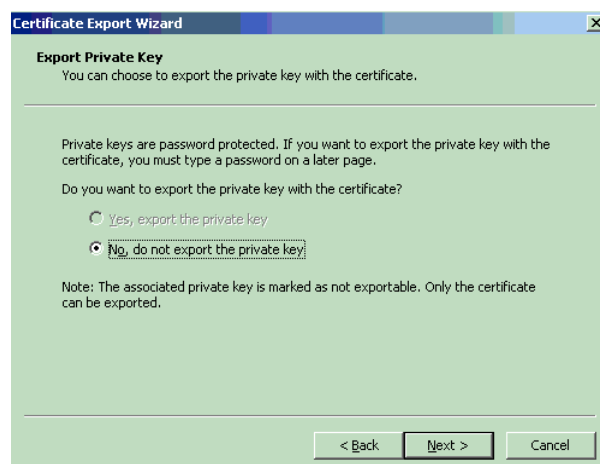 Certificate Export Wizard
Export Private Key
You can choose to export the private key with the certificate.
Private keys are password protected. If you want to export the private key with the
certificate, you must type a password on a later page.
Do you want to export the private key with the certificate?
Yes, export the private key
No, do not export the private key
Note: The associated private key is marked as not exportable. Only the certificate
can be exported.
< Back
Next >
Cancel